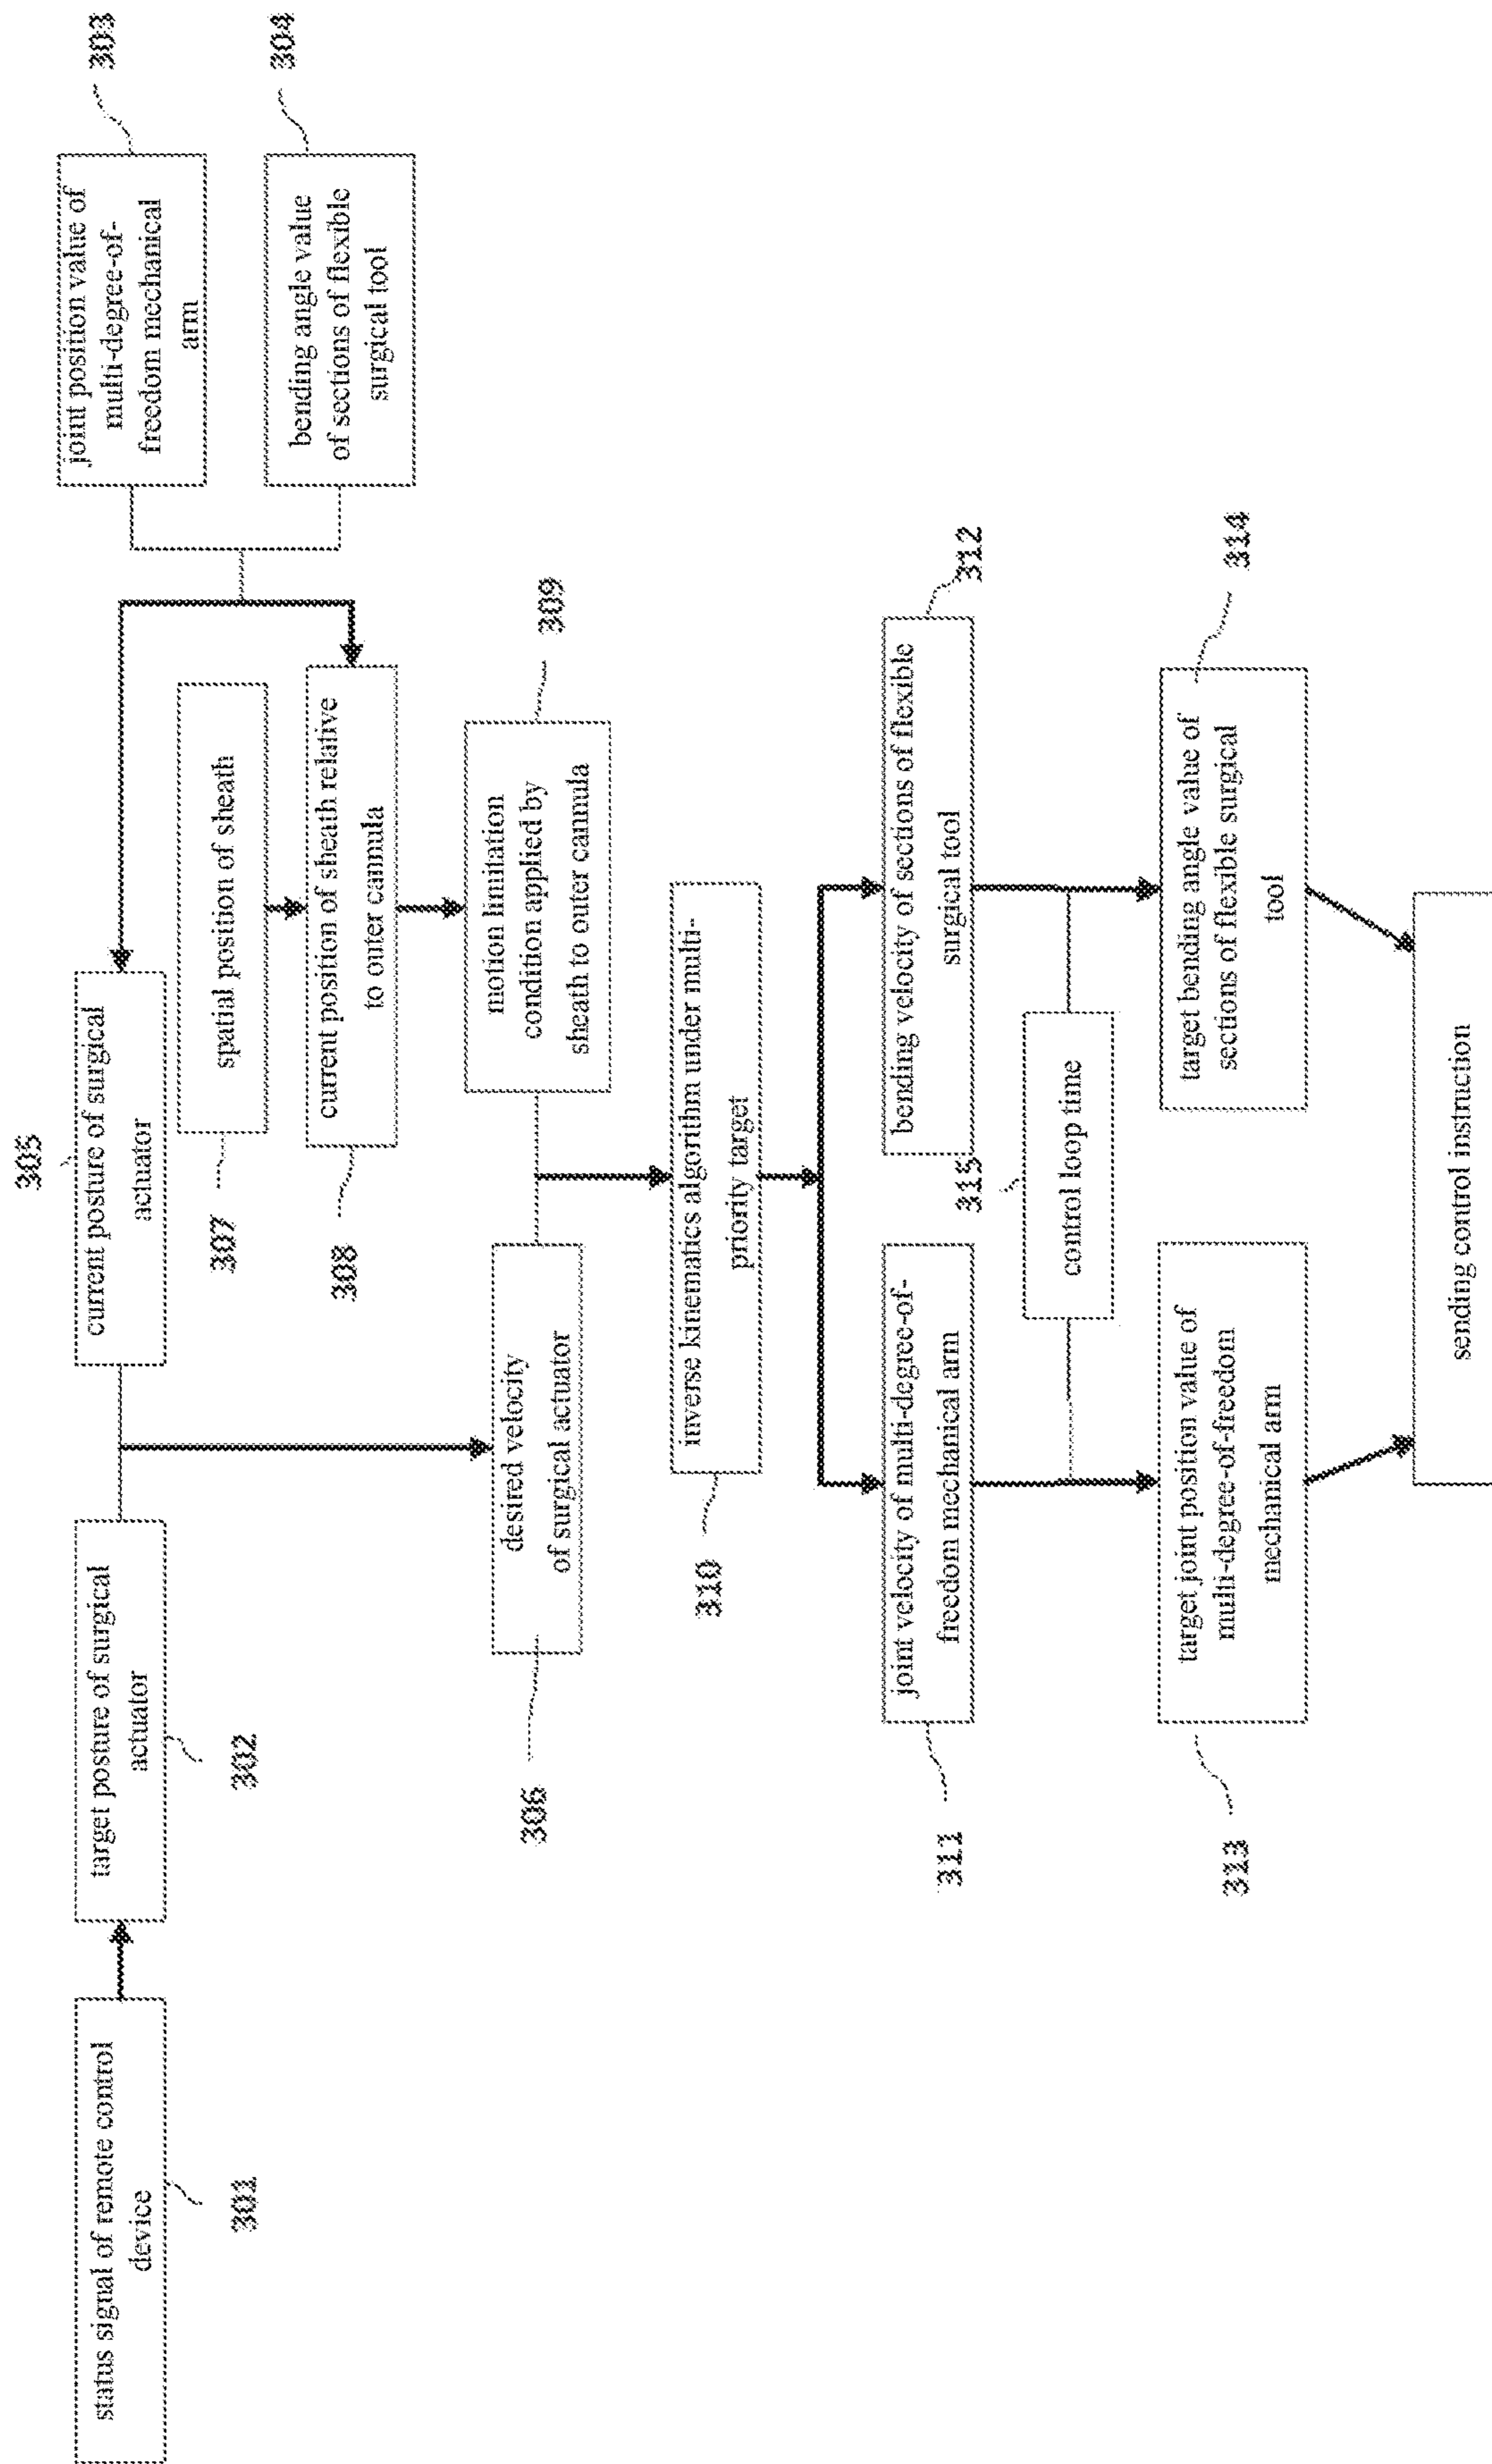 status signal of remote control
device
301
target posture of surgical
actuator
302
305
current posture of surgical
actuator
joint position value of
multi-degree-of-
freedom mechanical
arm
303
bending angle value
of sections of flexible
surgical tool
304
spatial position of sheath
307
current position of sheath relative
to outer cannula
308
motion limitation
condition applied by
sheath to outer cannula
309
desired velocity
of surgical actuator
306
inverse kinematics algorithm under multi-
priority target
310
joint velocity of multi-degree-of-
freedom mechanical arm
311
bending velocity of sections of flexible
surgical tool
312
315
control loop time
target joint position value of
multi-degree-of-freedom
mechanical arm
313
target bending angle value of
sections of flexible surgical
tool
314
sending control instruction